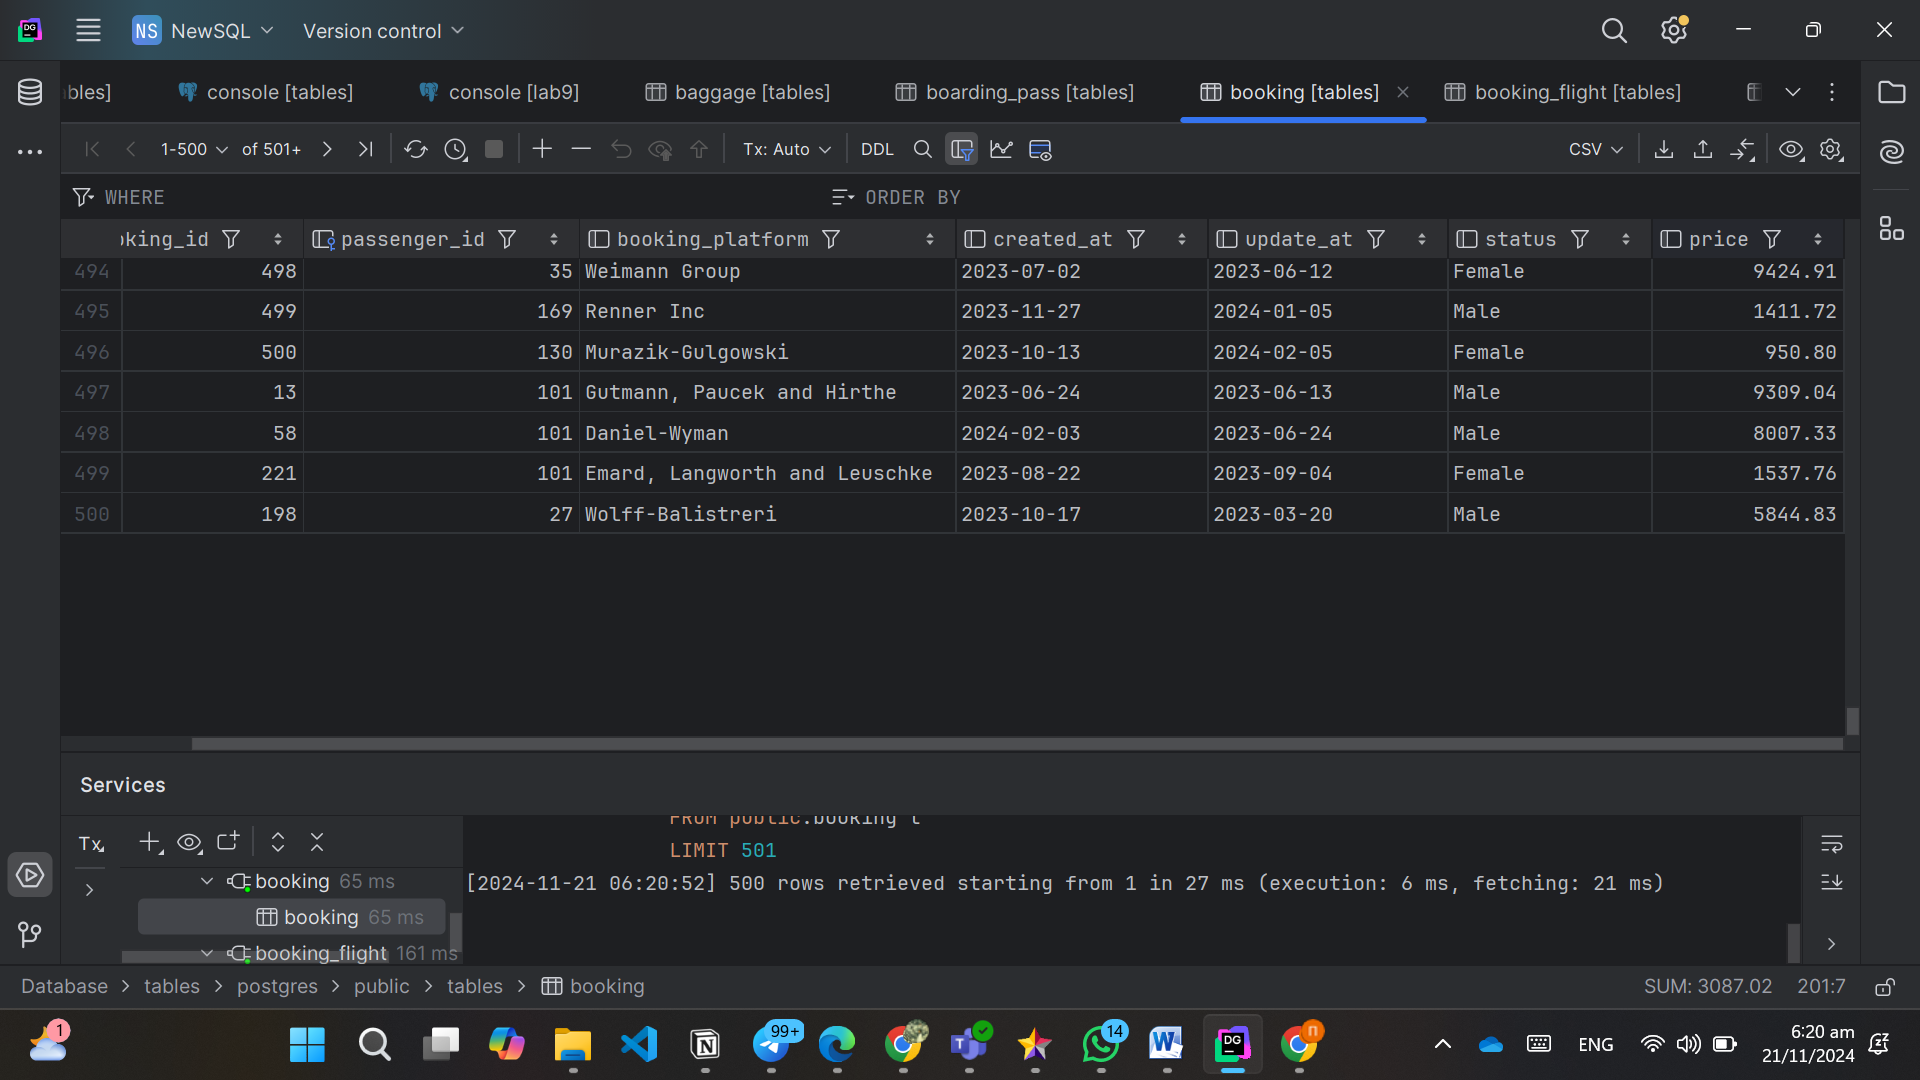 NS NewSQL Version control
bles] console [tables] console [lab9] baggage [tables] boarding_pass [tables] booking [tables] booking_flight [tables]
1-500 of 501+ Tx: Auto DDL CSV
WHERE ORDER BY
king_id passenger_id booking_platform created_at update_at status price
494 498 35 Weimann Group 2023-07-02 2023-06-12 Female 9424.91
495 499 169 Renner Inc 2023-11-27 2024-01-05 Male 1411.72
496 500 130 Murazik-Gulgowski 2023-10-13 2024-02-05 Female 950.80
497 13 101 Gutmann, Paucek and Hirthe 2023-06-24 2023-06-13 Male 9309.04
498 58 101 Daniel-Wyman 2024-02-03 2023-06-24 Male 8007.33
499 221 101 Emard, Langworth and Leuschke 2023-08-22 2023-09-04 Female 1537.76
500 198 27 Wolff-Balistreri 2023-10-17 2023-03-20 Male 5844.83
Services
FROM public.booking t
Tx
LIMIT 501
booking 65 ms
[2024-11-21 06:20:52] 500 rows retrieved starting from 1 in 27 ms (execution: 6 ms, fetching: 21 ms)
booking 65 ms
booking_flight 161 ms
Database > tables > postgres > public > tables > booking SUM: 3087.02 201:7
1 99+ 14 DG ENG 6:20 am
21/11/2024